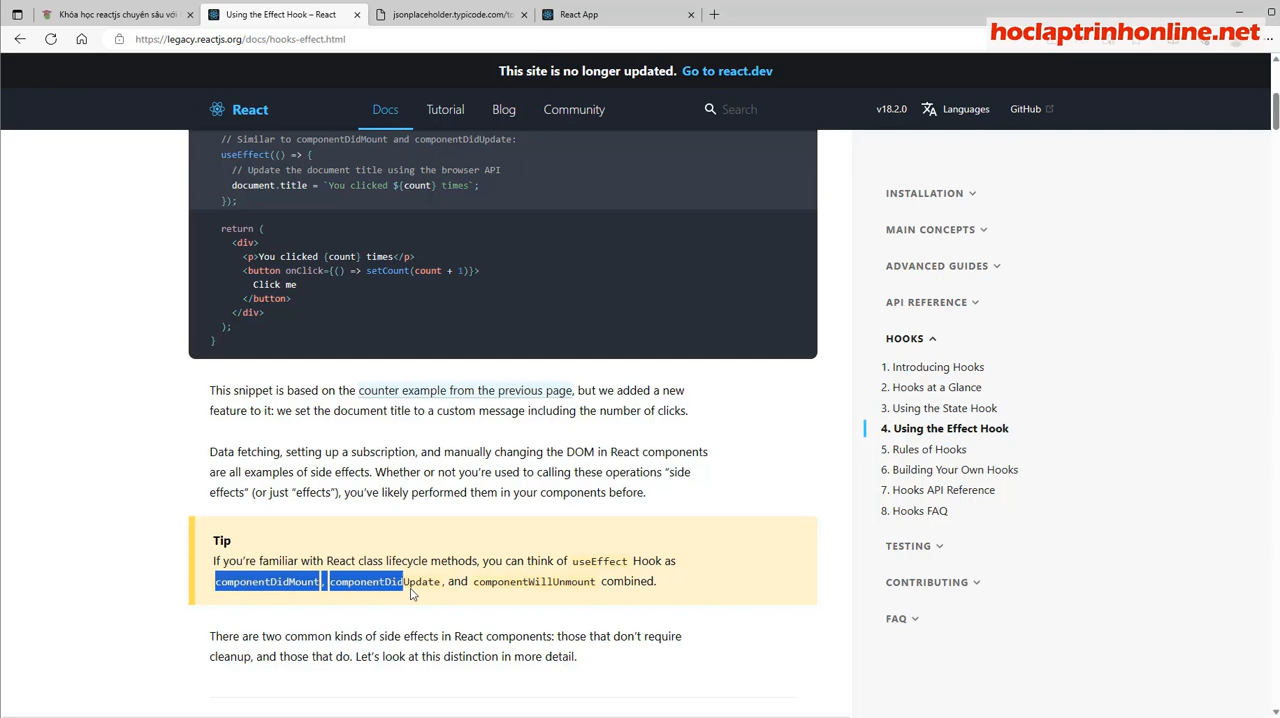 Khóa học reactjs chuyên sâu với
Using the Effect Hook – React
jsonplaceholder.typicode.com/to
React App
https://legacy.reactjs.org/docs/hooks-effect.html
hoclaptrinhonline.net
This site is no longer updated. Go to react.dev
React
Docs
Tutorial
Blog
Community
Search
v18.2.0
Languages
GitHub
// Similar to componentDidMount and componentDidUpdate:
useEffect(() => {
// Update the document title using the browser API
document.title = `You clicked ${count} times`;
});
return (
<div>
<p>You clicked {count} times</p>
<button onClick={() => setCount(count + 1)}>
Click me
</button>
</div>
);
}
This snippet is based on the counter example from the previous page, but we added a new
feature to it: we set the document title to a custom message including the number of clicks.
Data fetching, setting up a subscription, and manually changing the DOM in React components
are all examples of side effects. Whether or not you’re used to calling these operations “side
effects” (or just “effects”), you’ve likely performed them in your components before.
Tip
If you’re familiar with React class lifecycle methods, you can think of useEffect Hook as
componentDidMount, componentDidUpdate, and componentWillUnmount combined.
There are two common kinds of side effects in React components: those that don’t require
cleanup, and those that do. Let’s look at this distinction in more detail.
INSTALLATION
MAIN CONCEPTS
ADVANCED GUIDES
API REFERENCE
HOOKS
1. Introducing Hooks
2. Hooks at a Glance
3. Using the State Hook
4. Using the Effect Hook
5. Rules of Hooks
6. Building Your Own Hooks
7. Hooks API Reference
8. Hooks FAQ
TESTING
CONTRIBUTING
FAQ